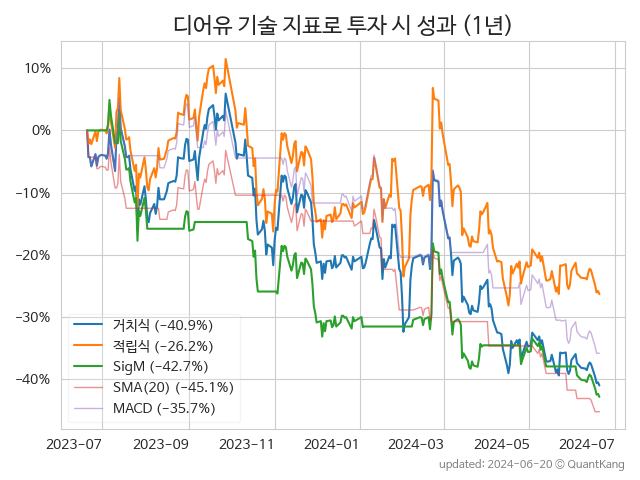 디어유 기술 지표로 투자 시 성과 (1년)
10%
0%
−10%
−20%
−30%
−40%
거치식 (−40.9%)
적립식 (−26.2%)
SigM (−42.7%)
SMA(20) (−45.1%)
MACD (−35.7%)
2023−07
2023−09
2023−11
2024−01
2024−03
2024−05
2024−07
updated: 2024−06−20 © QuantKang